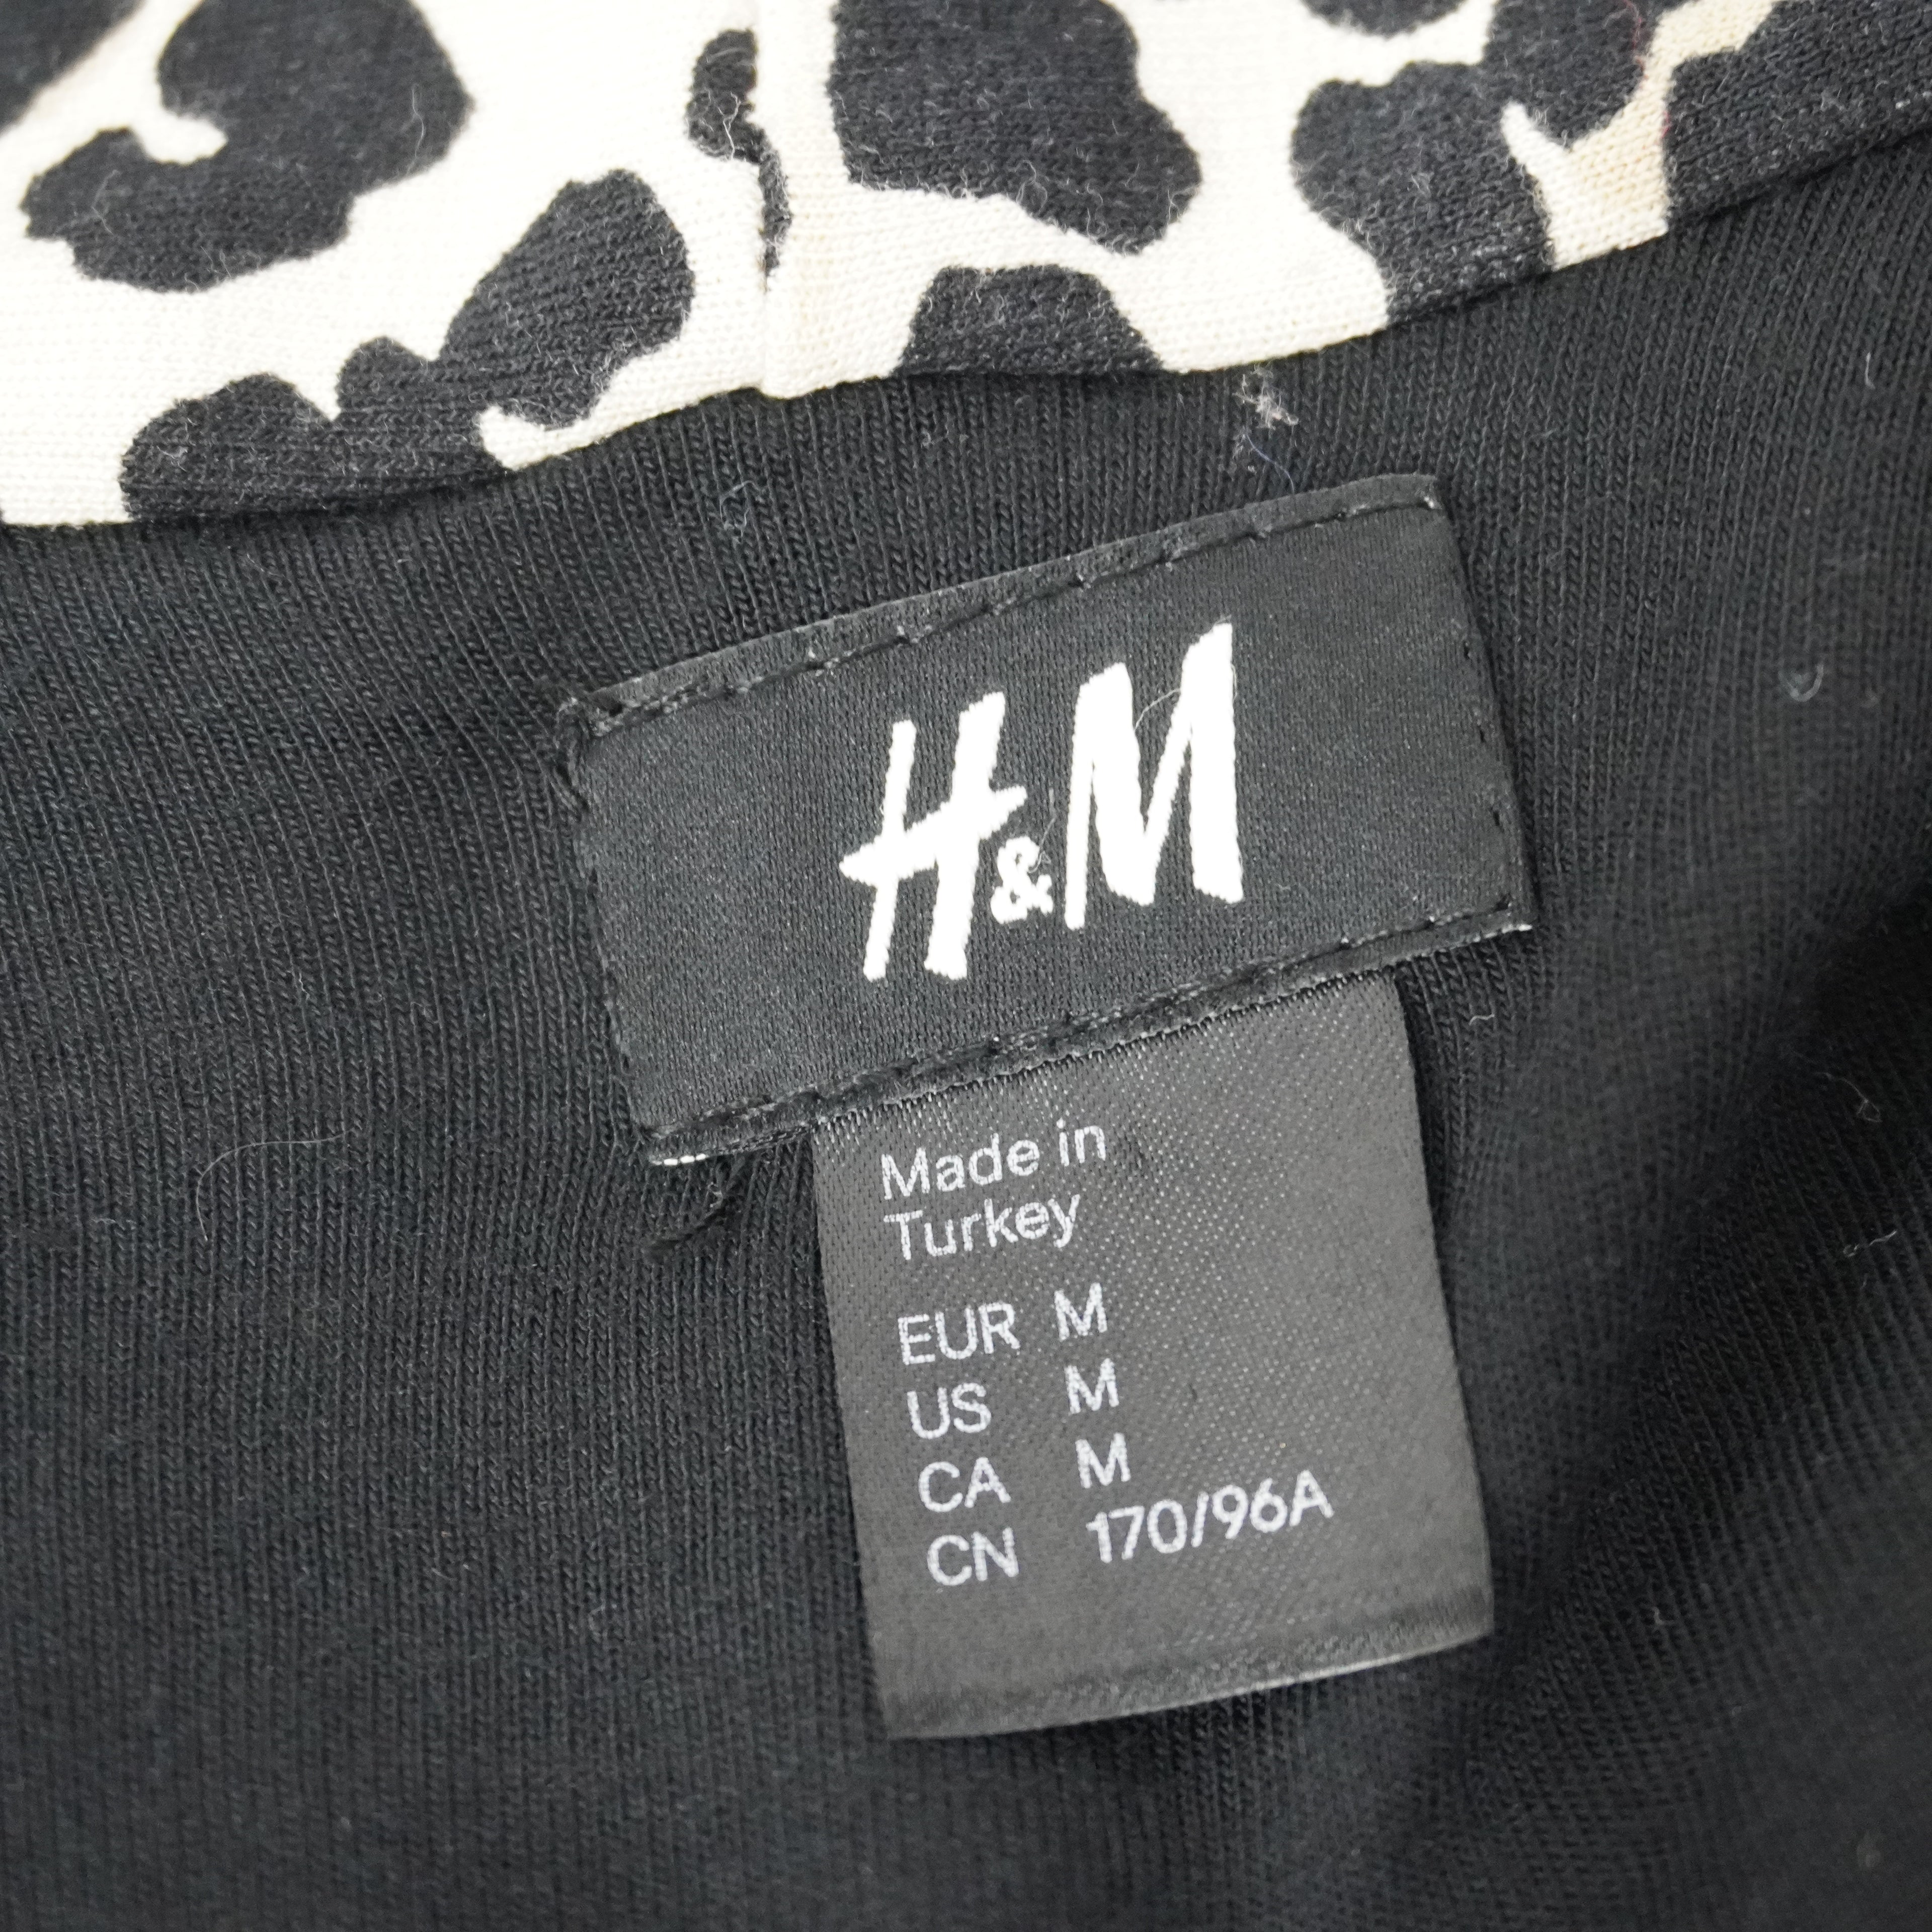 H&M
Made in
Turkey
EUR M
US M
CA M
CN 170/96A